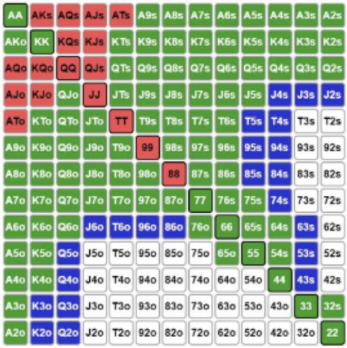 AA AKs AQs AJs ATs A9s A8s A7s A6s A5s A4s A3s A2s
AKo KK KQs KJs KTs K9s K8s K7s K6s K5s K4s K3s K2s
AQo KQo QQ QJs QTs Q9s Q8s Q7s Q6s Q5s Q4s Q3s Q2s
AJo KJo QJo JJ JTs J9s J8s J7s J6s J5s J4s J3s J2s
ATo KTo QTo JTo TT T9s T8s T7s T6s T5s T4s T3s T2s
A9o K9o Q9o J9o T9o 99 98s 97s 96s 95s 94s 93s 92s
A8o K8o Q8o J8o T8o 98o 88 87s 86s 85s 84s 83s 82s
A7o K7o Q7o J7o T7o 97o 87o 77 76s 75s 74s 73s 72s
A6o K6o Q6o J6o T6o 96o 86o 76o 66 65s 64s 63s 62s
A5o K5o Q5o J5o T5o 95o 85o 75o 65o 55 54s 53s 52s
A4o K4o Q4o J4o T4o 94o 84o 74o 64o 54o 44 43s 42s
A3o K3o Q3o J3o T3o 93o 83o 73o 63o 53o 43o 33 32s
A2o K2o Q2o J2o T2o 92o 82o 72o 62o 52o 42o 32o 22